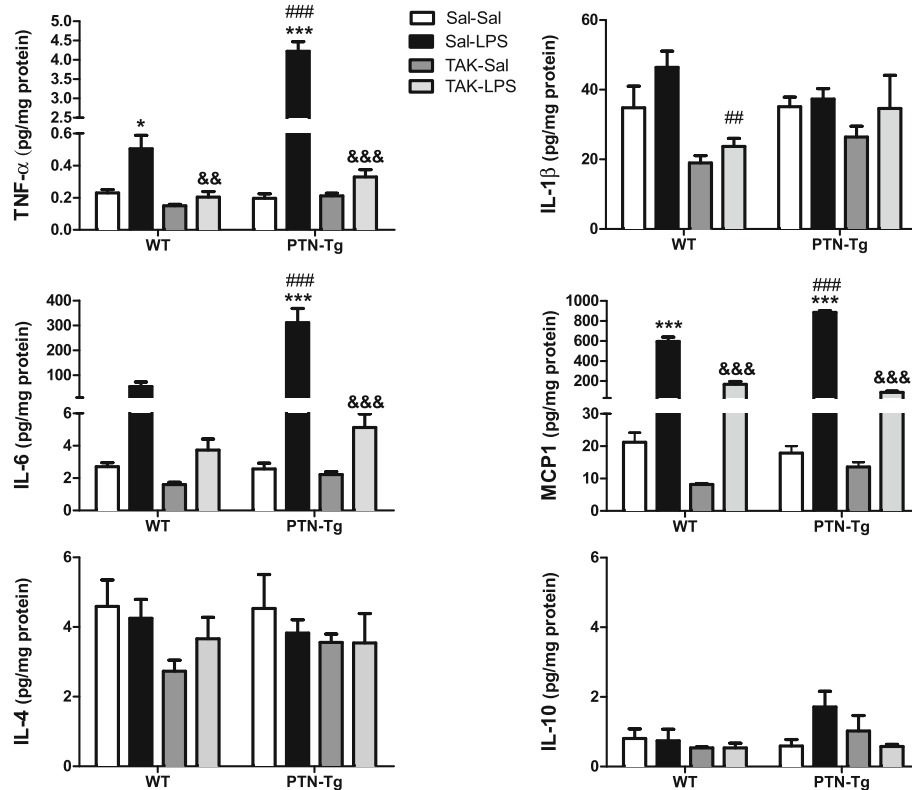 Sal-Sal
Sal-LPS
TAK-Sal
TAK-LPS
TNF-α (pg/mg protein)
5.0
4.5
4.0
3.5
3.0
2.5
0.6
0.4
0.2
0.0
*
&&
###
***
&&&
WT
PTN-Tg
IL-1β (pg/mg protein)
60
40
20
0
##
WT
PTN-Tg
IL-6 (pg/mg protein)
400
300
200
100
6
4
2
0
###
***
&&&
WT
PTN-Tg
MCP1 (pg/mg protein)
1000
800
600
400
200
30
20
10
0
***
&&&
###
***
&&&
WT
PTN-Tg
IL-4 (pg/mg protein)
6
4
2
0
WT
PTN-Tg
IL-10 (pg/mg protein)
6
4
2
0
WT
PTN-Tg